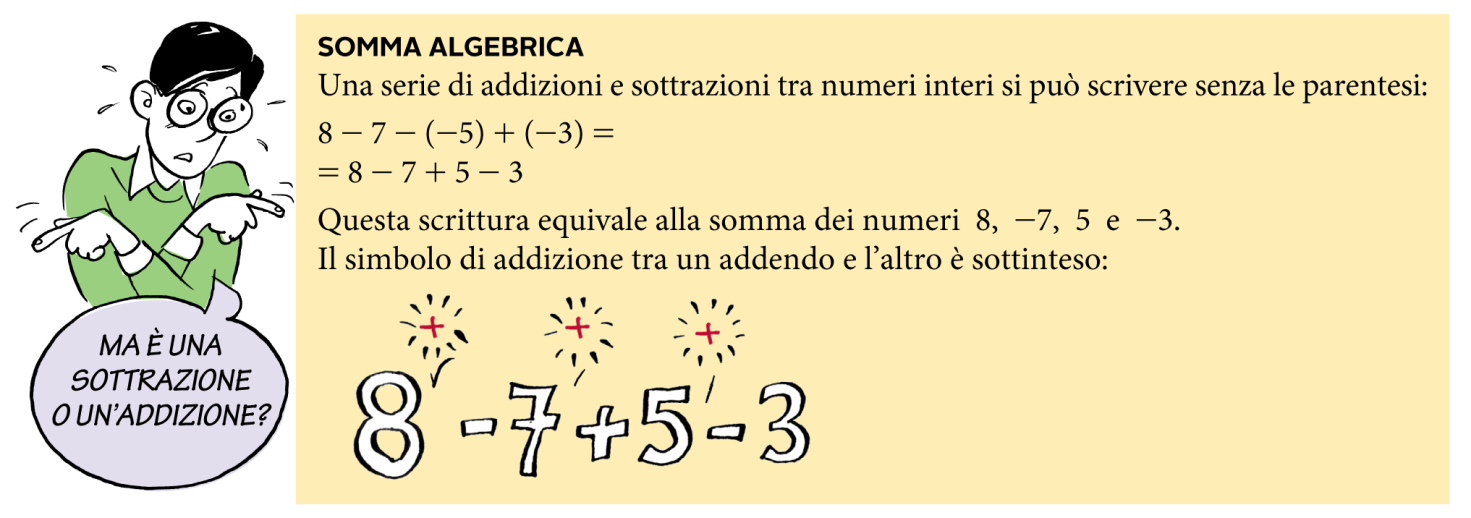 SOMMA ALGEBRICA
Una serie di addizioni e sottrazioni tra numeri interi si può scrivere senza le parentesi:
8 − 7 − (−5) + (−3) =
= 8 − 7 + 5 − 3
Questa scrittura equivale alla somma dei numeri 8, −7, 5 e −3.
Il simbolo di addizione tra un addendo e l’altro è sottinteso:
+ + +
8 - 7 + 5 - 3
MA È UNA
SOTTRAZIONE
O UN’ADDIZIONE?